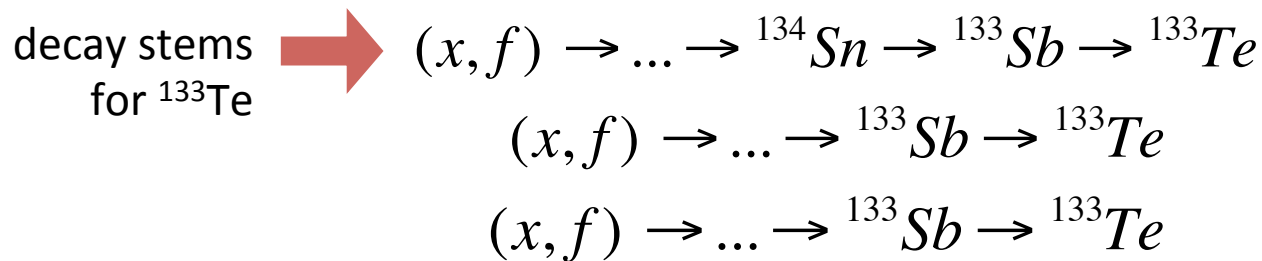 decay stems for ¹³³Te
(x, f) → ... → ¹³⁴Sn → ¹³³Sb → ¹³³Te
(x, f) → ... → ¹³³Sb → ¹³³Te
(x, f) → ... → ¹³³Sb → ¹³³Te